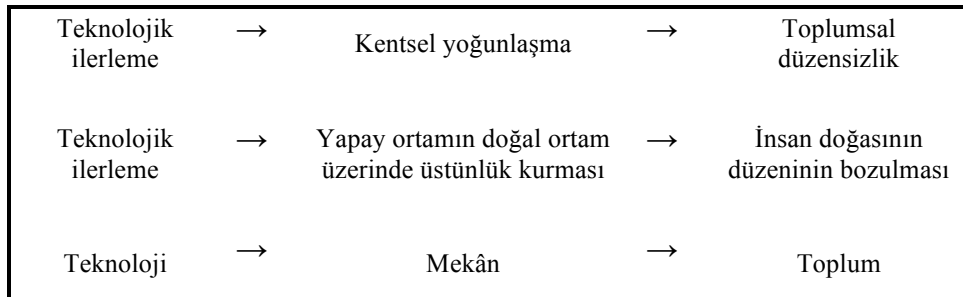 Teknolojik ilerleme → Kentsel yoğunlaşma → Toplumsal düzensizlik
Teknolojik ilerleme → Yapay ortamın doğal ortam üzerinde üstünlük kurması → İnsan doğasının düzeninin bozulması
Teknoloji → Mekân → Toplum